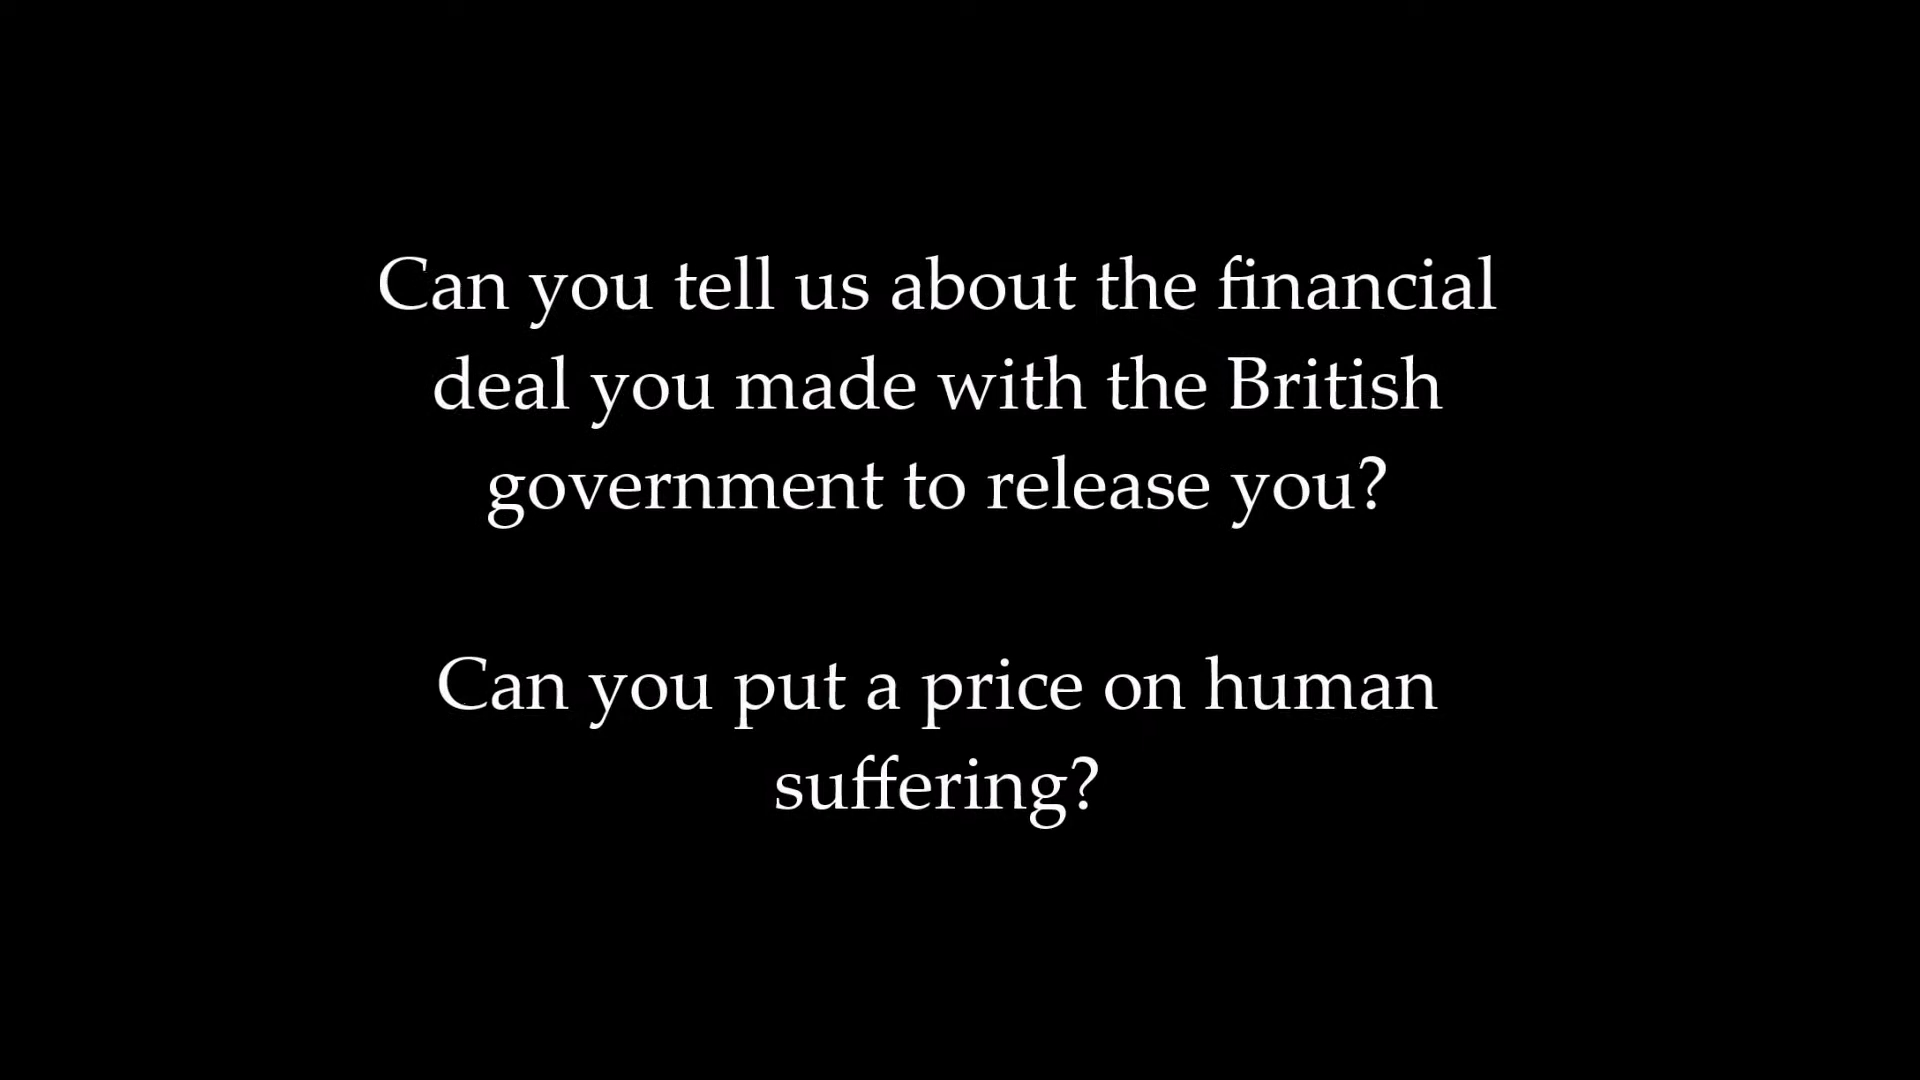 Can you tell us about the financial
deal you made with the British
government to release you?
Can you put a price on human
suffering?